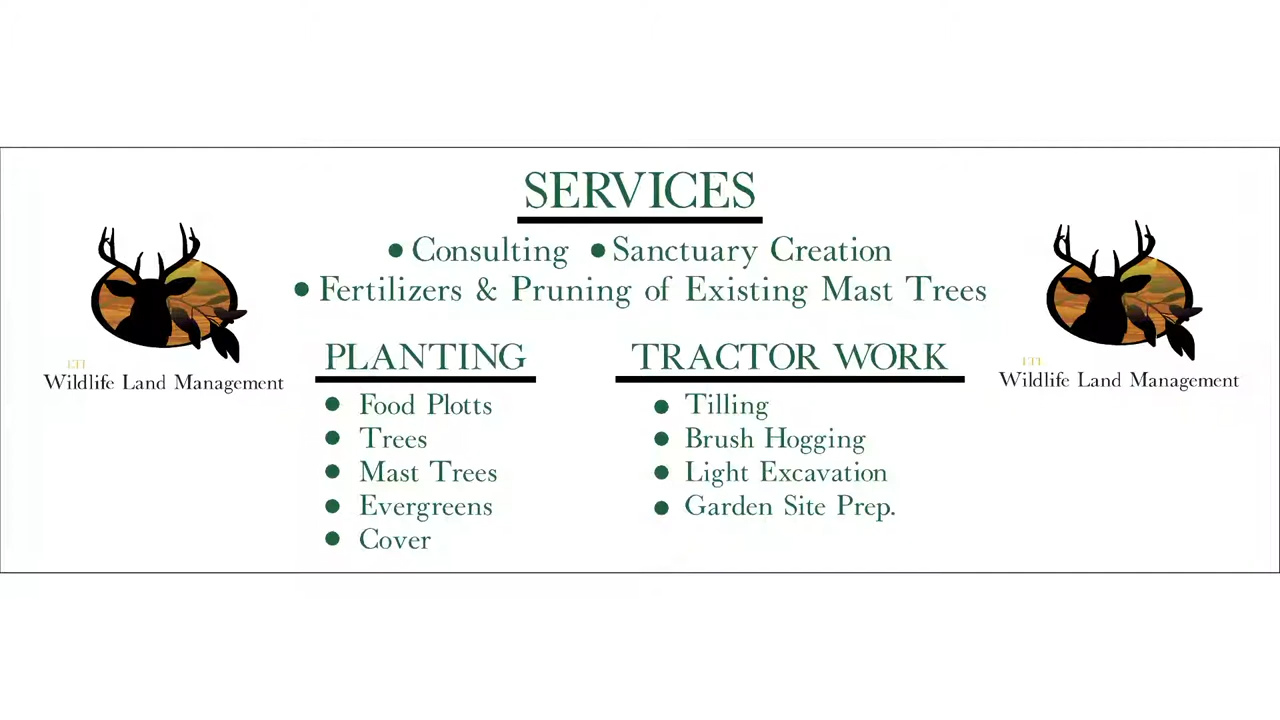 SERVICES
● Consulting ● Sanctuary Creation
● Fertilizers & Pruning of Existing Mast Trees
Wildlife Land Management
PLANTING
● Food Plotts
● Trees
● Mast Trees
● Evergreens
● Cover
TRACTOR WORK
● Tilling
● Brush Hogging
● Light Excavation
● Garden Site Prep.
Wildlife Land Management